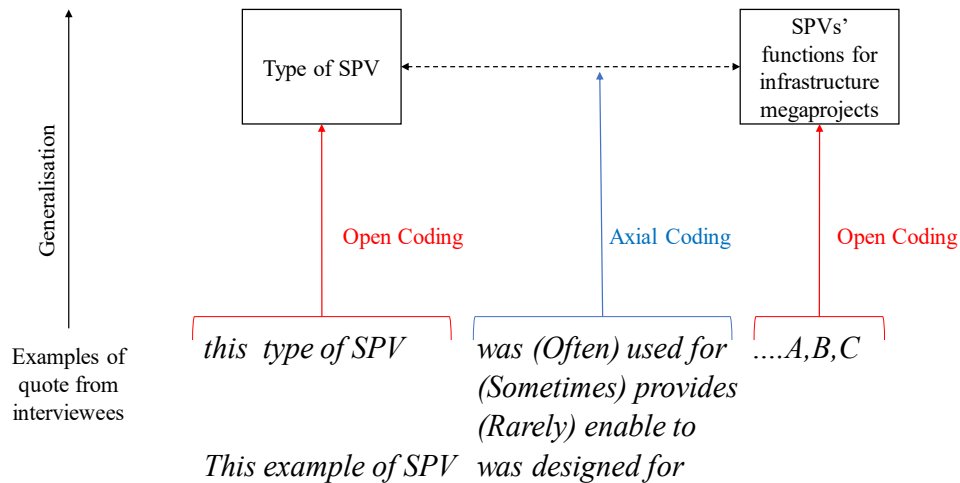 Type of SPV
SPVs’
functions for
infrastructure
megaprojects
Generalisation
Open Coding
Axial Coding
Open Coding
Examples of
quote from
interviewees
this type of SPV
was (Often) used for
(Sometimes) provides
(Rarely) enable to
....A,B,C
This example of SPV
was designed for